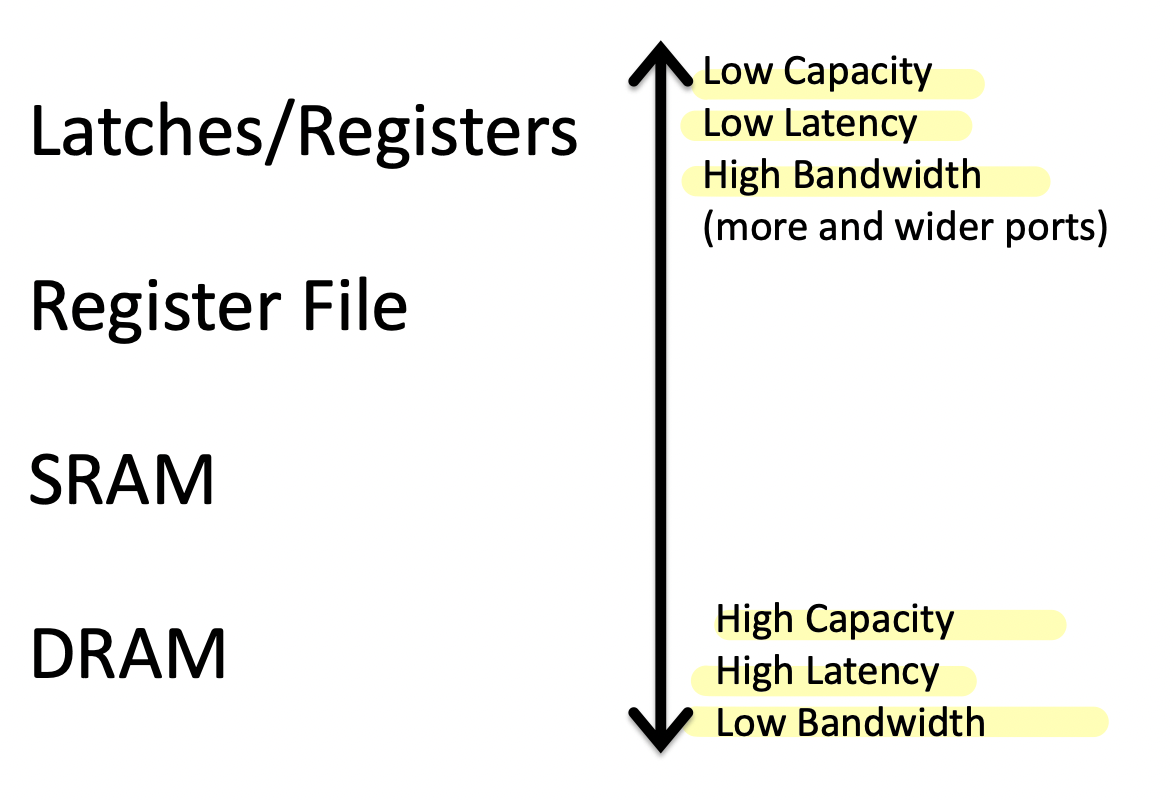 Latches/Registers
Register File
SRAM
DRAM
Low Capacity
Low Latency
High Bandwidth
(more and wider ports)
High Capacity
High Latency
Low Bandwidth